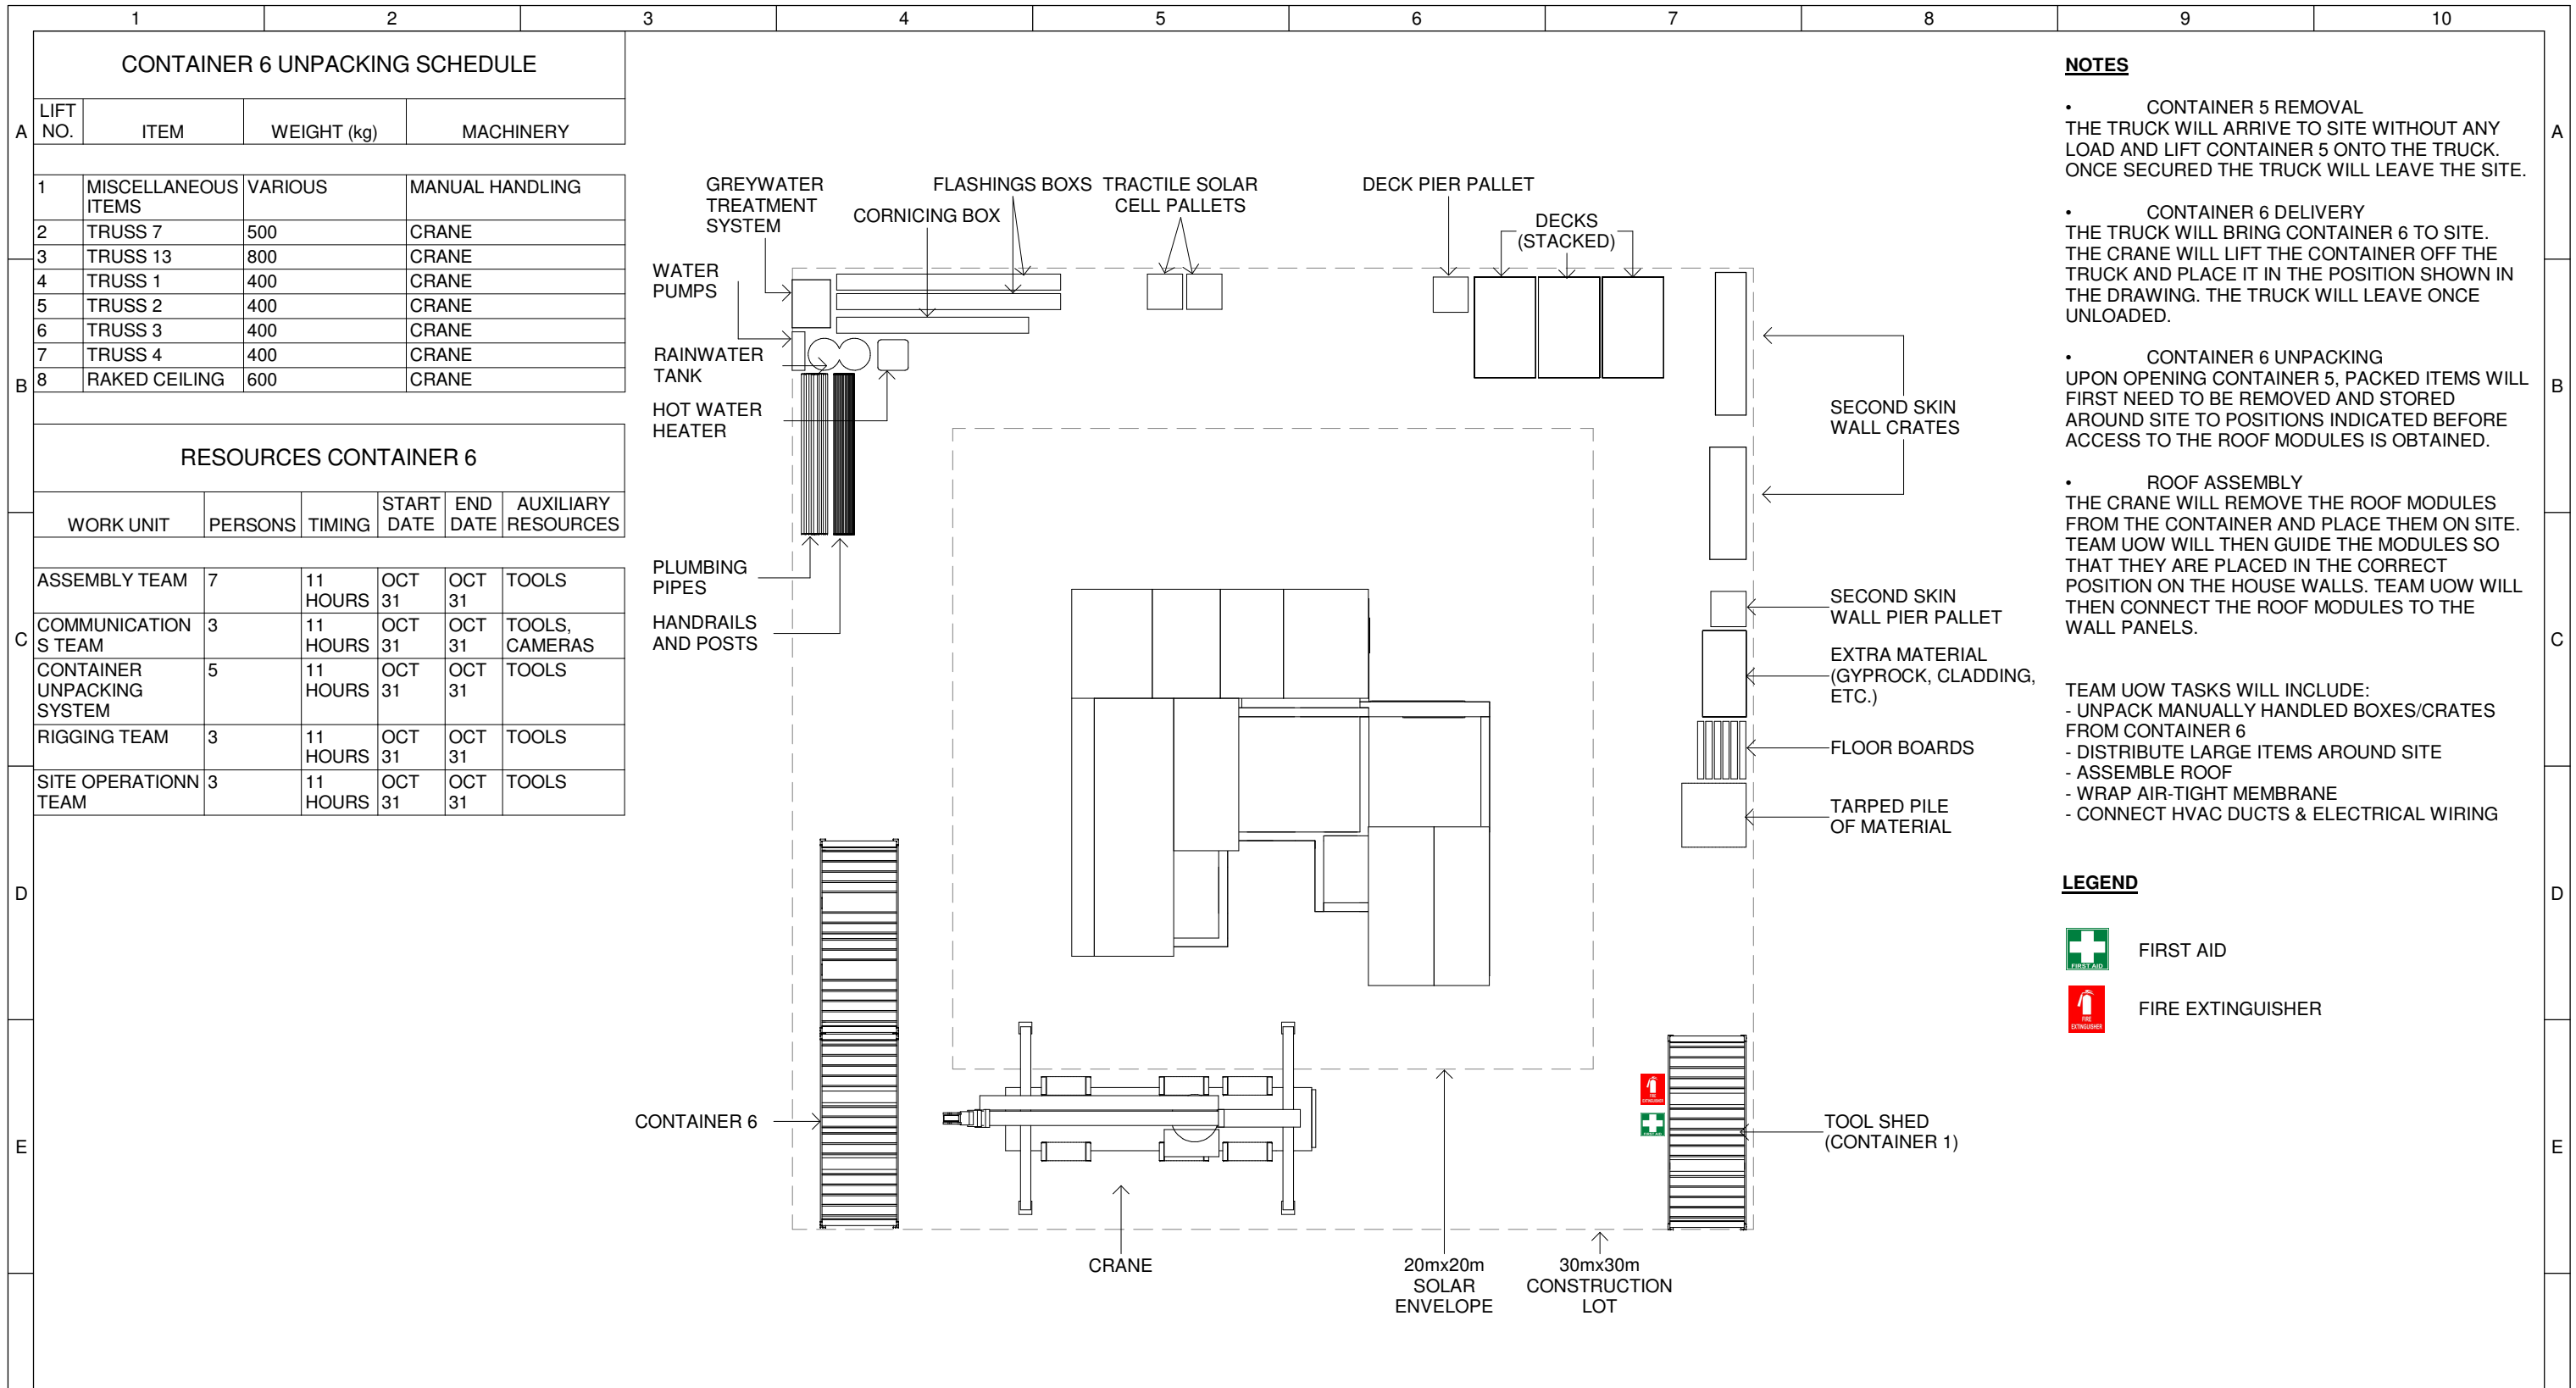 1 2 3 4 5 6 7 8 9 10
CONTAINER 6 UNPACKING SCHEDULE
LIFT NO. ITEM WEIGHT (kg) MACHINERY
1 MISCELLANEOUS ITEMS VARIOUS MANUAL HANDLING
2 TRUSS 7 500 CRANE
3 TRUSS 13 800 CRANE
4 TRUSS 1 400 CRANE
5 TRUSS 2 400 CRANE
6 TRUSS 3 400 CRANE
7 TRUSS 4 400 CRANE
8 RAKED CEILING 600 CRANE
RESOURCES CONTAINER 6
WORK UNIT PERSONS TIMING START DATE END DATE AUXILIARY RESOURCES
ASSEMBLY TEAM 7 11 HOURS OCT 31 OCT 31 TOOLS
COMMUNICATIONS TEAM 3 11 HOURS OCT 31 OCT 31 TOOLS, CAMERAS
CONTAINER UNPACKING SYSTEM 5 11 HOURS OCT 31 OCT 31 TOOLS
RIGGING TEAM 3 11 HOURS OCT 31 OCT 31 TOOLS
SITE OPERATIONN TEAM 3 11 HOURS OCT 31 OCT 31 TOOLS
A
B
C
D
E
GREYWATER
TREATMENT
SYSTEM
FLASHINGS BOXS
CORNICING BOX
TRACTILE SOLAR
CELL PALLETS
DECK PIER PALLET
DECKS
(STACKED)
WATER
PUMPS
RAINWATER
TANK
HOT WATER
HEATER
PLUMBING
PIPES
HANDRAILS
AND POSTS
SECOND SKIN
WALL CRATES
SECOND SKIN
WALL PIER PALLET
EXTRA MATERIAL
(GYPROCK, CLADDING,
ETC.)
FLOOR BOARDS
TARPED PILE
OF MATERIAL
CONTAINER 6
FIRE
EXTINGUISHER
FIRST AID
TOOL SHED
(CONTAINER 1)
CRANE
20mx20m
SOLAR
ENVELOPE
30mx30m
CONSTRUCTION
LOT
NOTES
• CONTAINER 5 REMOVAL
THE TRUCK WILL ARRIVE TO SITE WITHOUT ANY
LOAD AND LIFT CONTAINER 5 ONTO THE TRUCK.
ONCE SECURED THE TRUCK WILL LEAVE THE SITE.
• CONTAINER 6 DELIVERY
THE TRUCK WILL BRING CONTAINER 6 TO SITE.
THE CRANE WILL LIFT THE CONTAINER OFF THE
TRUCK AND PLACE IT IN THE POSITION SHOWN IN
THE DRAWING. THE TRUCK WILL LEAVE ONCE
UNLOADED.
• CONTAINER 6 UNPACKING
UPON OPENING CONTAINER 5, PACKED ITEMS WILL
FIRST NEED TO BE REMOVED AND STORED
AROUND SITE TO POSITIONS INDICATED BEFORE
ACCESS TO THE ROOF MODULES IS OBTAINED.
• ROOF ASSEMBLY
THE CRANE WILL REMOVE THE ROOF MODULES
FROM THE CONTAINER AND PLACE THEM ON SITE.
TEAM UOW WILL THEN GUIDE THE MODULES SO
THAT THEY ARE PLACED IN THE CORRECT
POSITION ON THE HOUSE WALLS. TEAM UOW WILL
THEN CONNECT THE ROOF MODULES TO THE
WALL PANELS.
TEAM UOW TASKS WILL INCLUDE:
- UNPACK MANUALLY HANDLED BOXES/CRATES
FROM CONTAINER 6
- DISTRIBUTE LARGE ITEMS AROUND SITE
- ASSEMBLE ROOF
- WRAP AIR-TIGHT MEMBRANE
- CONNECT HVAC DUCTS & ELECTRICAL WIRING
LEGEND
FIRST AID
FIRST AID
FIRE
EXTINGUISHER
FIRE EXTINGUISHER
A
B
C
D
E